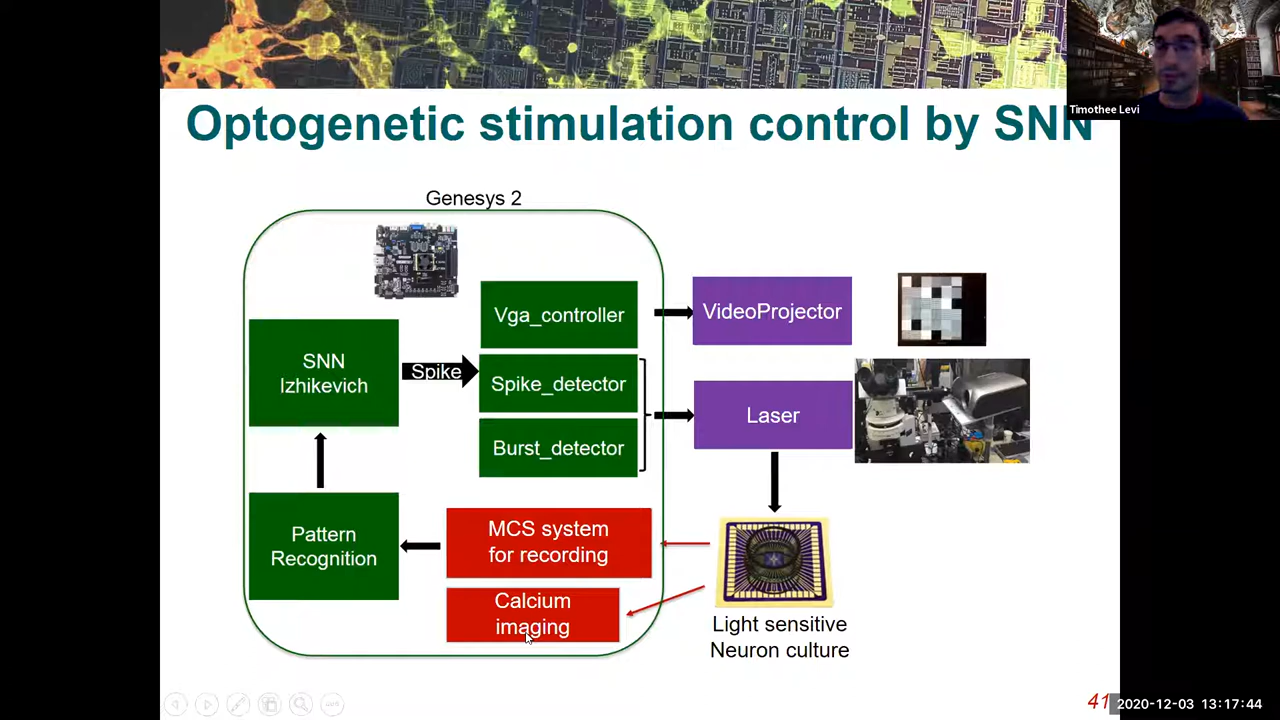 Timothee Levi
Optogenetic stimulation control by SNN
Genesys 2
Vga_controller
VideoProjector
SNN
Izhikevich
Spike
Spike_detector
Laser
Burst_detector
Pattern
Recognition
MCS system
for recording
Calcium
imaging
Light sensitive
Neuron culture
41
2020-12-03 13:17:44